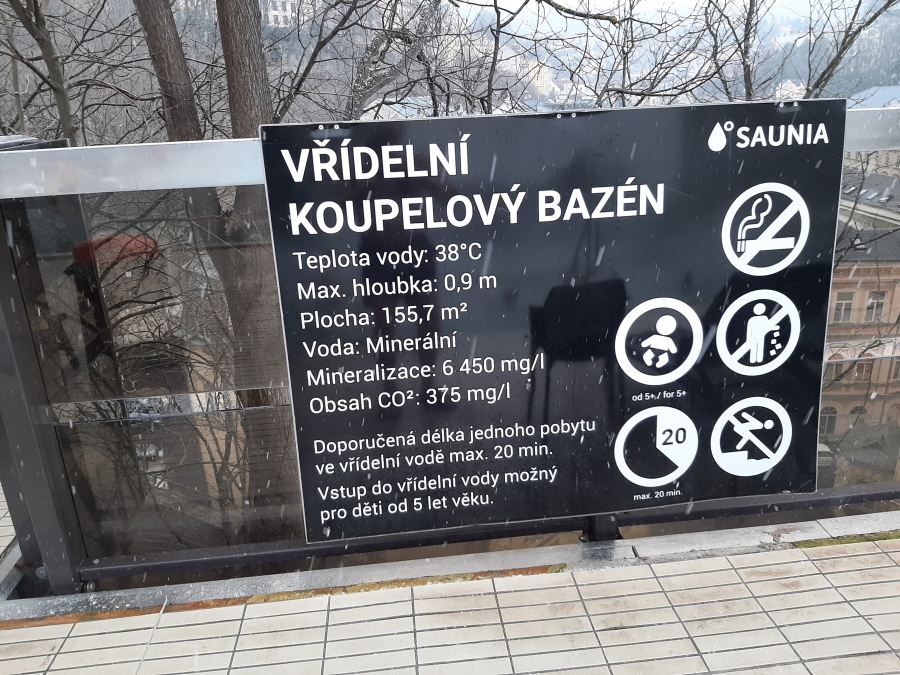 VŘÍDELNÍ
KOUPELOVÝ BAZÉN
SAUNIA
Teplota vody: 38°C
Max. hloubka: 0,9 m
Plocha: 155,7 m²
Voda: Minerální
Mineralizace: 6 450 mg/l
Obsah CO²: 375 mg/l
Doporučená délka jednoho pobytu
ve vřídelní vodě max. 20 min.
Vstup do vřídelní vody možný
pro děti od 5 let věku.
od 5+ / for 5+
20
max. 20 min.